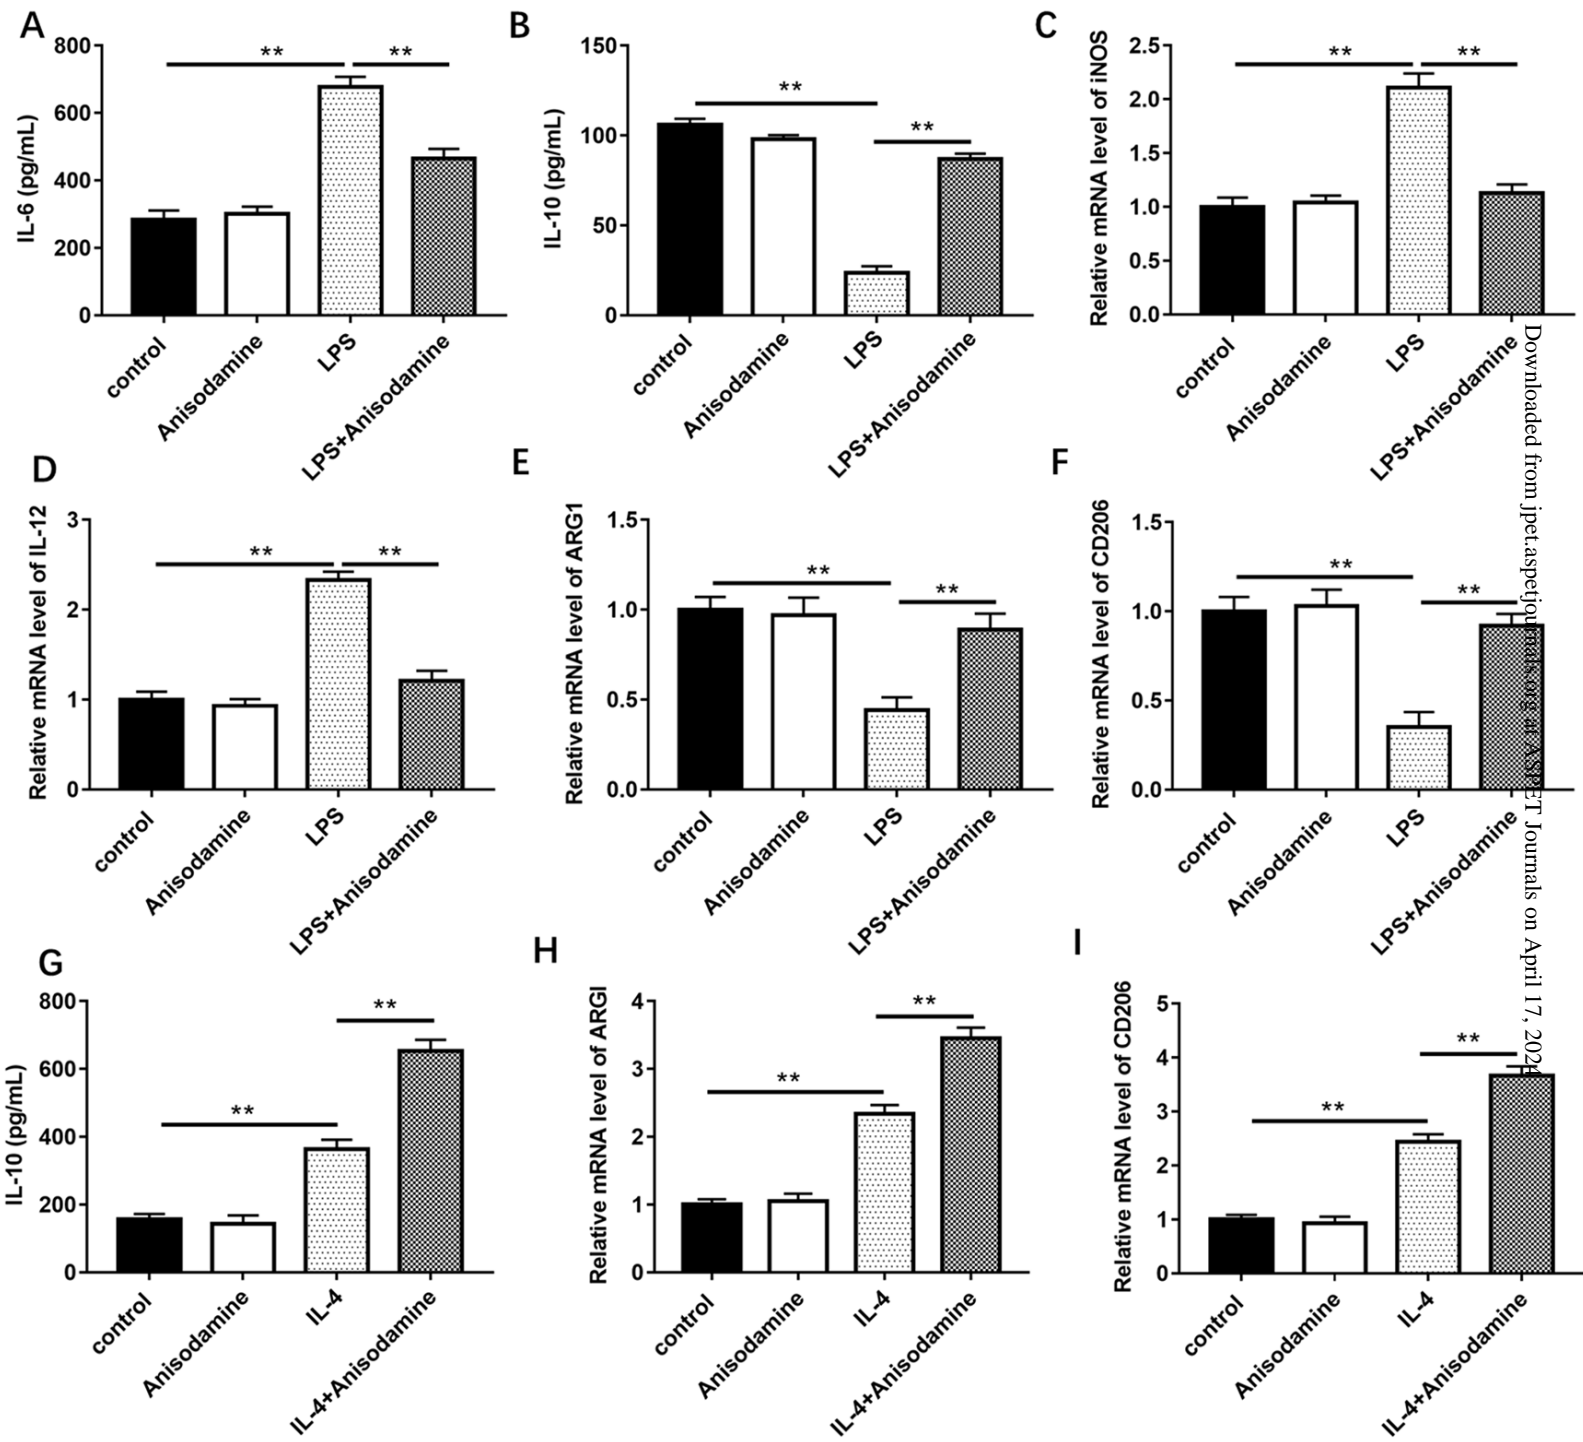 A
IL-6 (pg/mL)
800
600
400
200
0
**
**
control
Anisodamine
LPS
LPS+Anisodamine
B
IL-10 (pg/mL)
150
100
50
0
**
**
control
Anisodamine
LPS
LPS+Anisodamine
C
Relative mRNA level of iNOS
2.5
2.0
1.5
1.0
0.5
0.0
**
**
control
Anisodamine
LPS
LPS+Anisodamine
D
Relative mRNA level of IL-12
3
2
1
0
**
**
control
Anisodamine
LPS
LPS+Anisodamine
E
Relative mRNA level of ARG1
1.5
1.0
0.5
0.0
**
**
control
Anisodamine
LPS
LPS+Anisodamine
F
Relative mRNA level of CD206
1.5
1.0
0.5
0.0
**
**
control
Anisodamine
LPS
LPS+Anisodamine
G
IL-10 (pg/mL)
800
600
400
200
0
**
**
control
Anisodamine
IL-4
IL-4+Anisodamine
H
Relative mRNA level of ARGI
4
3
2
1
0
**
**
control
Anisodamine
IL-4
IL-4+Anisodamine
I
Relative mRNA level of CD206
5
4
3
2
1
0
**
**
control
Anisodamine
IL-4
IL-4+Anisodamine
Downloaded from jpet.aspetjournals.org at ASPET Journals on April 17, 2024